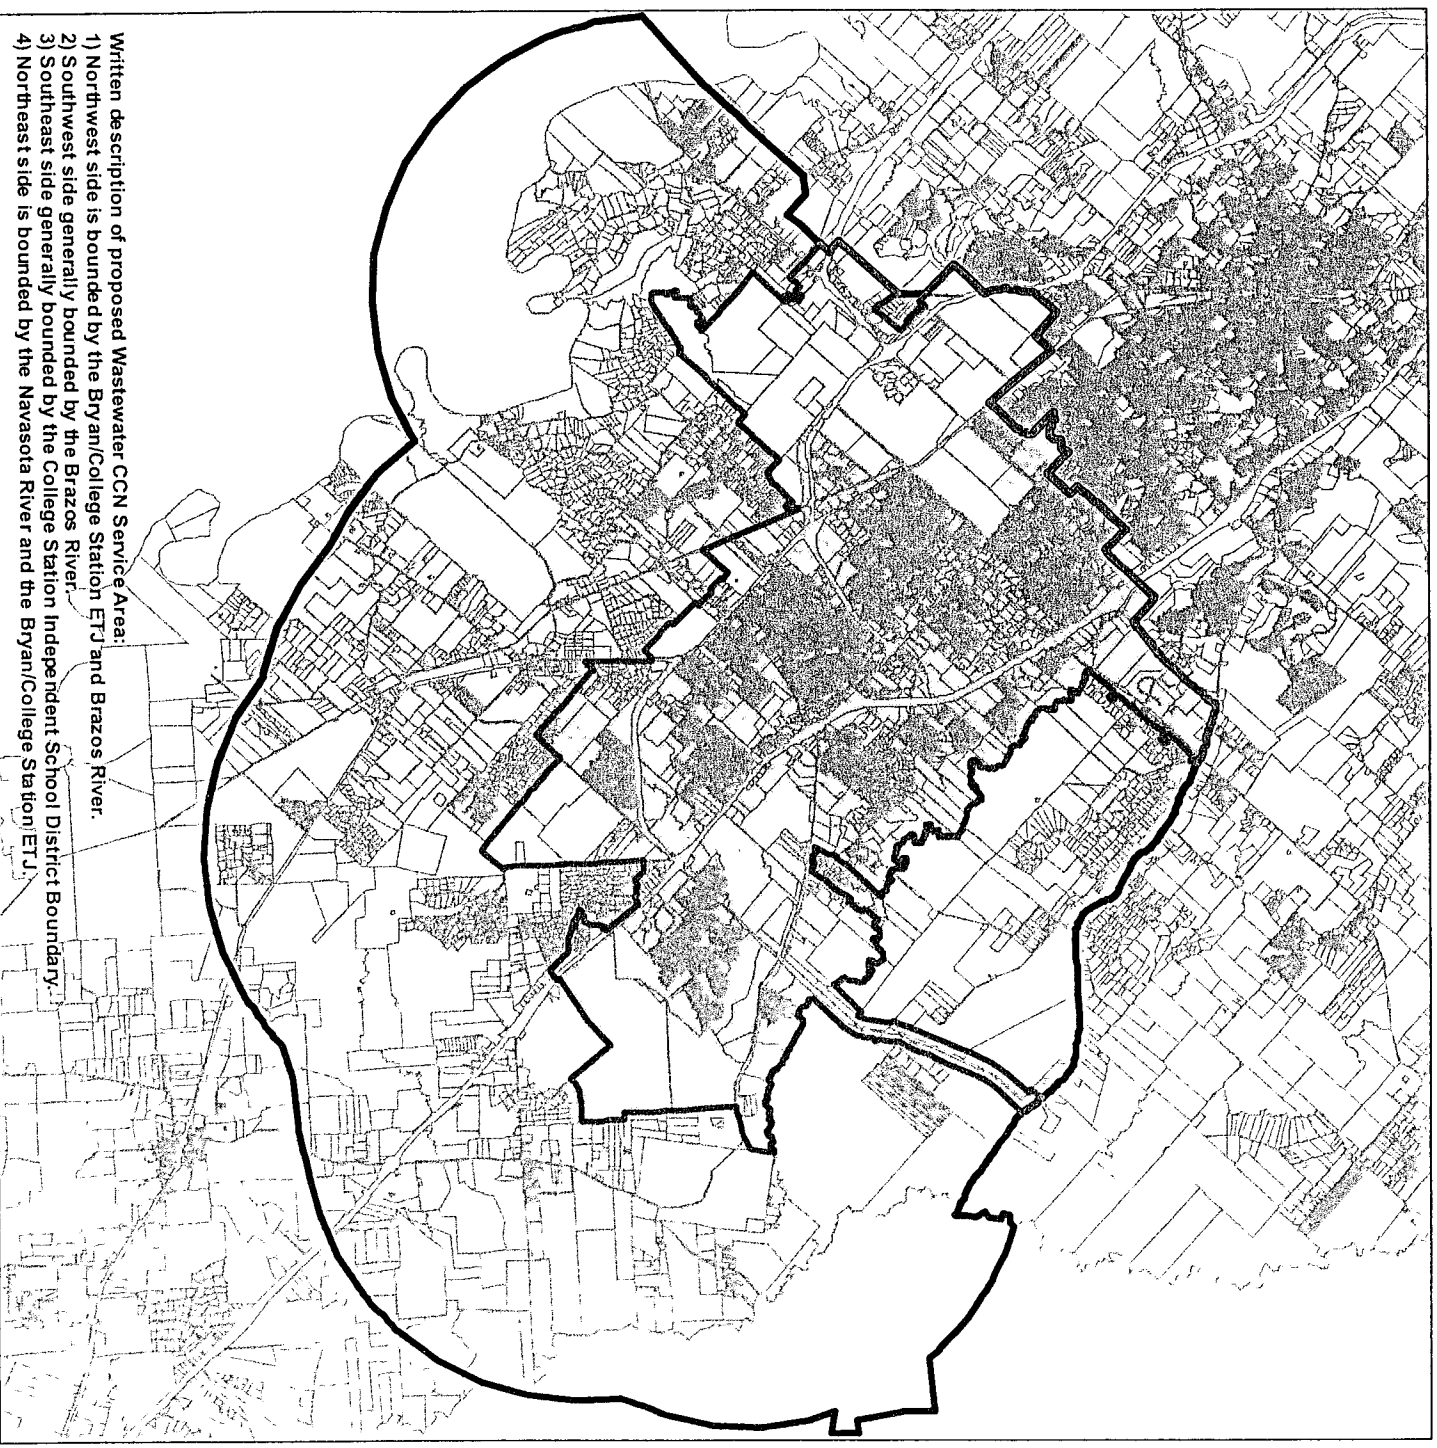 Written description of proposed Wastewater CCN Service Area:
1) Northwest side is bounded by the Bryan/College Station ETJ and Brazos River.
2) Southwest side generally bounded by the Brazos River.
3) Southeast side generally bounded by the College Station Independent School District Boundary.
4) Northeast side is bounded by the Navasota River and the Bryan/College Station ETJ.